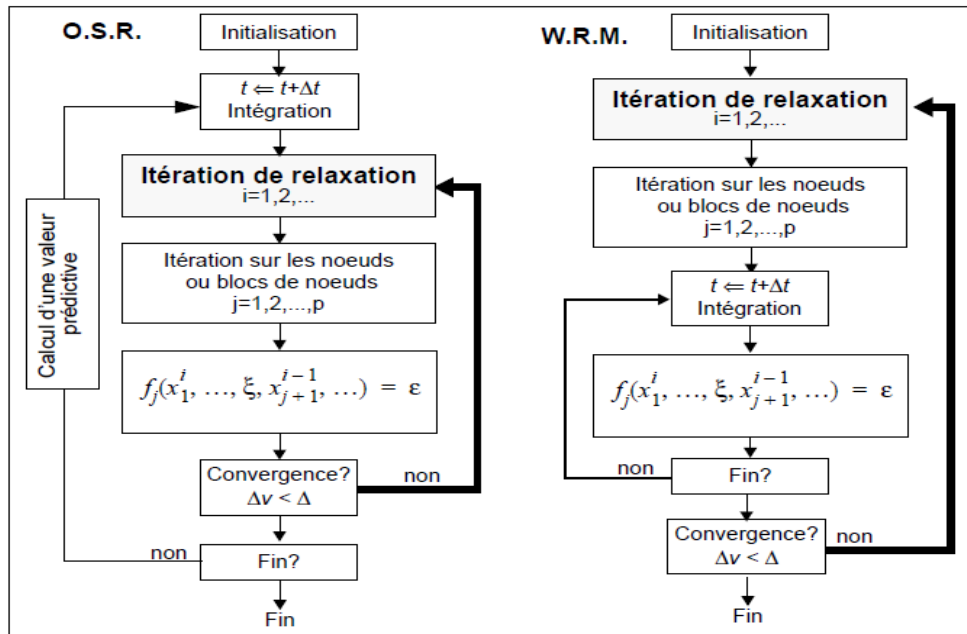 O.S.R.
Initialisation
t ⇐ t+Δt
Intégration
Itération de relaxation
i=1,2,...
Itération sur les noeuds
ou blocs de noeuds
j=1,2,...,p
f_j(x_1^i, …, ξ, x_{j+1}^{i-1}, …) = ε
Convergence?
Δv < Δ
non
Fin?
non
Fin
Calcul d'une valeur
prédictive
W.R.M.
Initialisation
Itération de relaxation
i=1,2,...
Itération sur les noeuds
ou blocs de noeuds
j=1,2,...,p
t ⇐ t+Δt
Intégration
f_j(x_1^i, …, ξ, x_{j+1}^{i-1}, …) = ε
non
Fin?
Convergence?
Δv < Δ
non
Fin